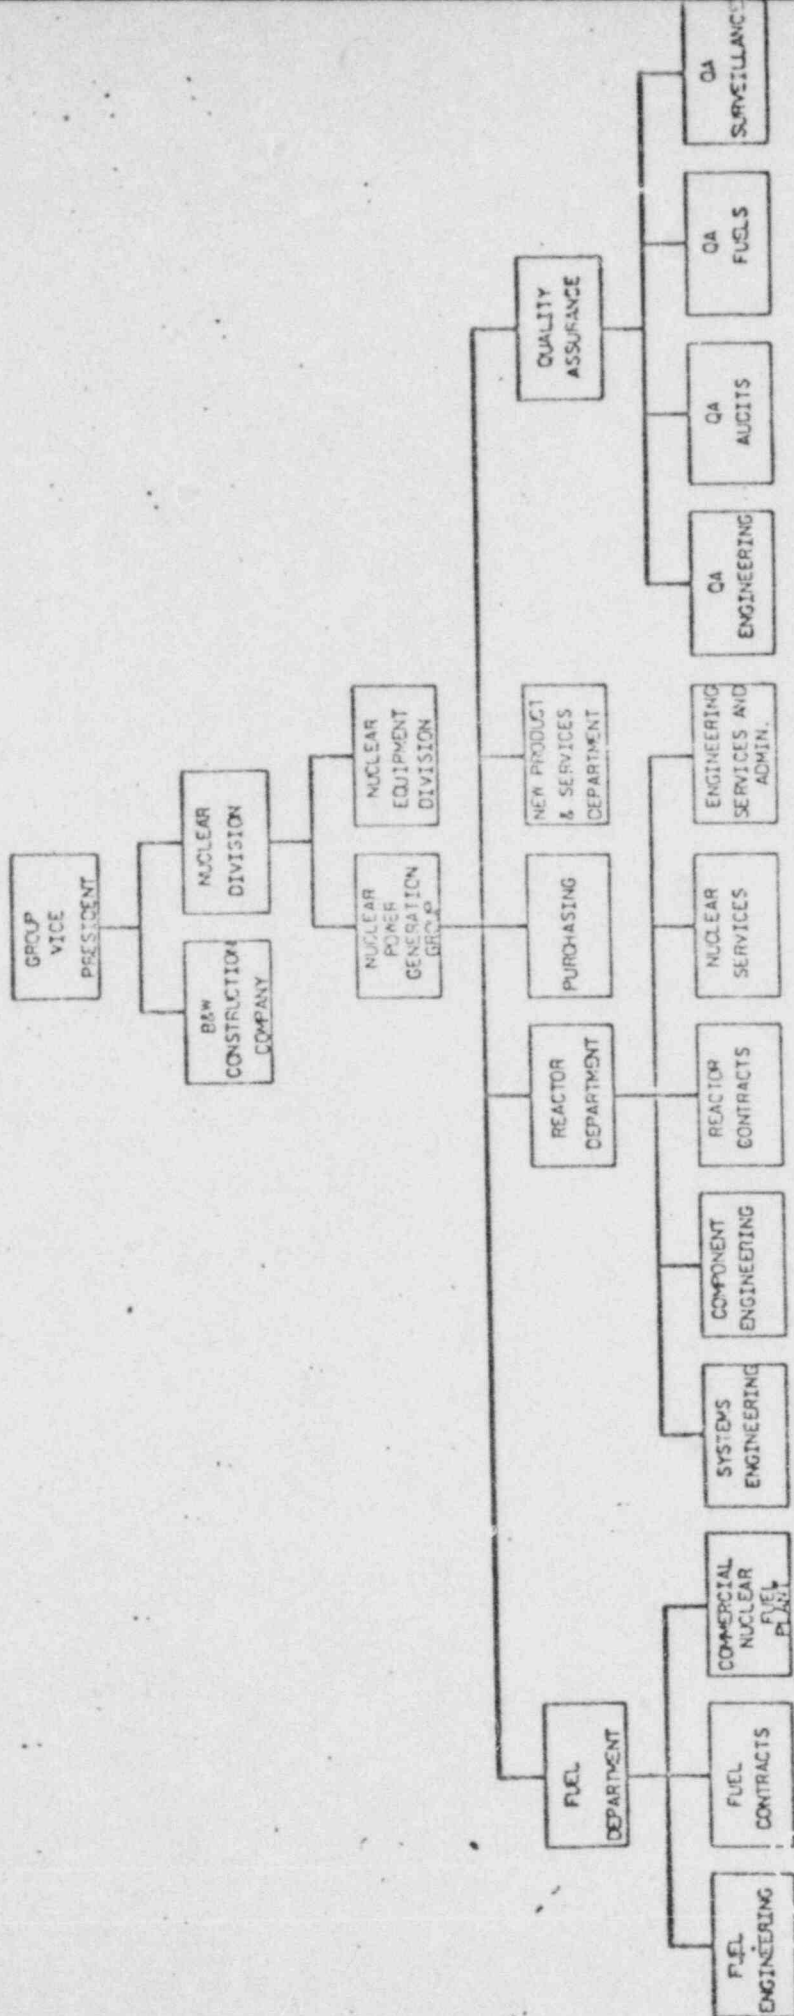 GROUP
VICE
PRESIDENT
B&W
CONSTRUCTION
COMPANY
NUCLEAR
DIVISION
NUCLEAR
POWER
GENERATION
GROUP
NUCLEAR
EQUIPMENT
DIVISION
FUEL
DEPARTMENT
REACTOR
DEPARTMENT
PURCHASING
NEW PRODUCT
& SERVICES
DEPARTMENT
QUALITY
ASSURANCE
FUEL
ENGINEERING
FUEL
CONTRACTS
COMMERCIAL
NUCLEAR
FUEL
PLANT
SYSTEMS
ENGINEERING
COMPONENT
ENGINEERING
REACTOR
CONTRACTS
NUCLEAR
SERVICES
ENGINEERING
SERVICES AND
ADMIN.
QA
ENGINEERING
QA
AUDITS
QA
FUELS
QA
SURVEILLANCE